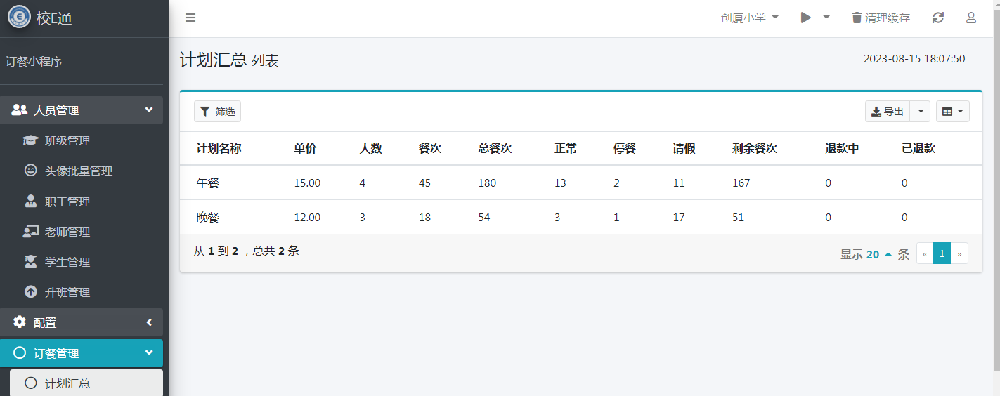 校E通
创厦小学
清理缓存
订餐小程序
计划汇总 列表
2023-08-15 18:07:50
人员管理
班级管理
头像批量管理
职工管理
老师管理
学生管理
升班管理
配置
订餐管理
计划汇总
筛选
导出
计划名称 单价 人数 餐次 总餐次 正常 停餐 请假 剩余餐次 退款中 已退款
午餐 15.00 4 45 180 13 2 11 167 0 0
晚餐 12.00 3 18 54 3 1 17 51 0 0
从 1 到 2 ，总共 2 条
显示 20 条 « 1 »